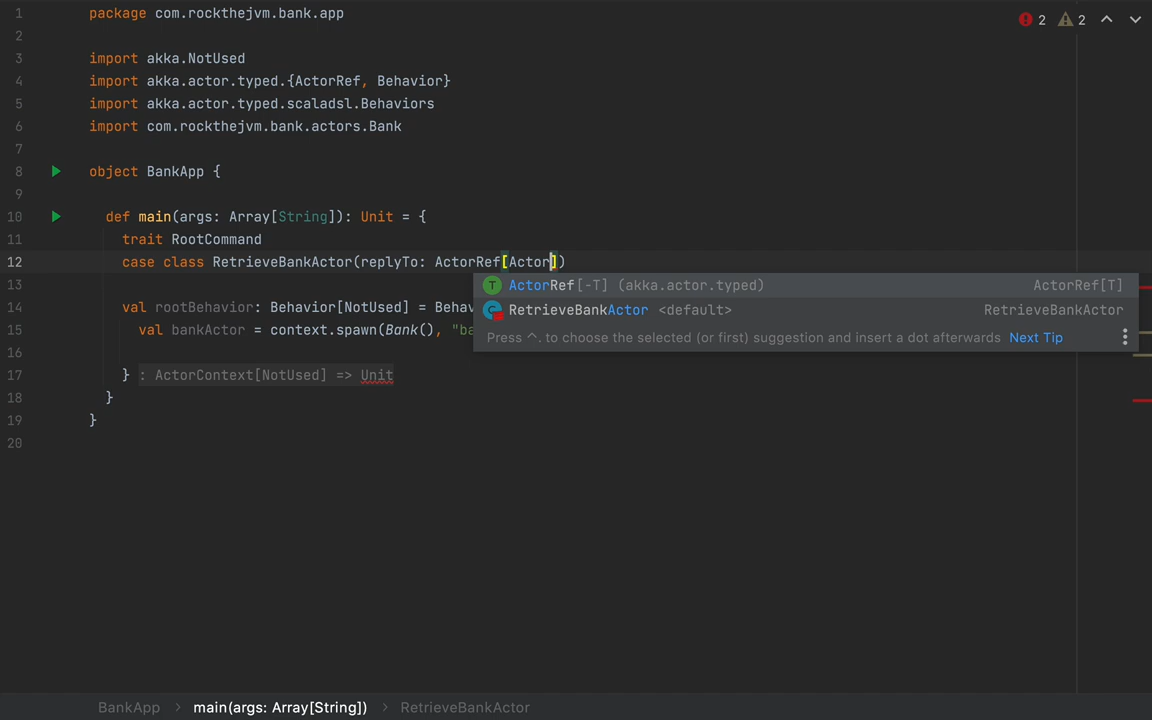 2 2
1 package com.rockthejvm.bank.app
2
3 import akka.NotUsed
4 import akka.actor.typed.{ActorRef, Behavior}
5 import akka.actor.typed.scaladsl.Behaviors
6 import com.rockthejvm.bank.actors.Bank
7
8 object BankApp {
9
10 def main(args: Array[String]): Unit = {
11 trait RootCommand
12 case class RetrieveBankActor(replyTo: ActorRef[Actor])
13
ActorRef[-T] (akka.actor.typed) ActorRef[T]
14 val rootBehavior: Behavior[NotUsed] = Behav
RetrieveBankActor <default> RetrieveBankActor
15 val bankActor = context.spawn(Bank(), "ba
Press ^. to choose the selected (or first) suggestion and insert a dot afterwards Next Tip
16
17 } : ActorContext[NotUsed] => Unit
18 }
19 }
20
BankApp > main(args: Array[String]) > RetrieveBankActor